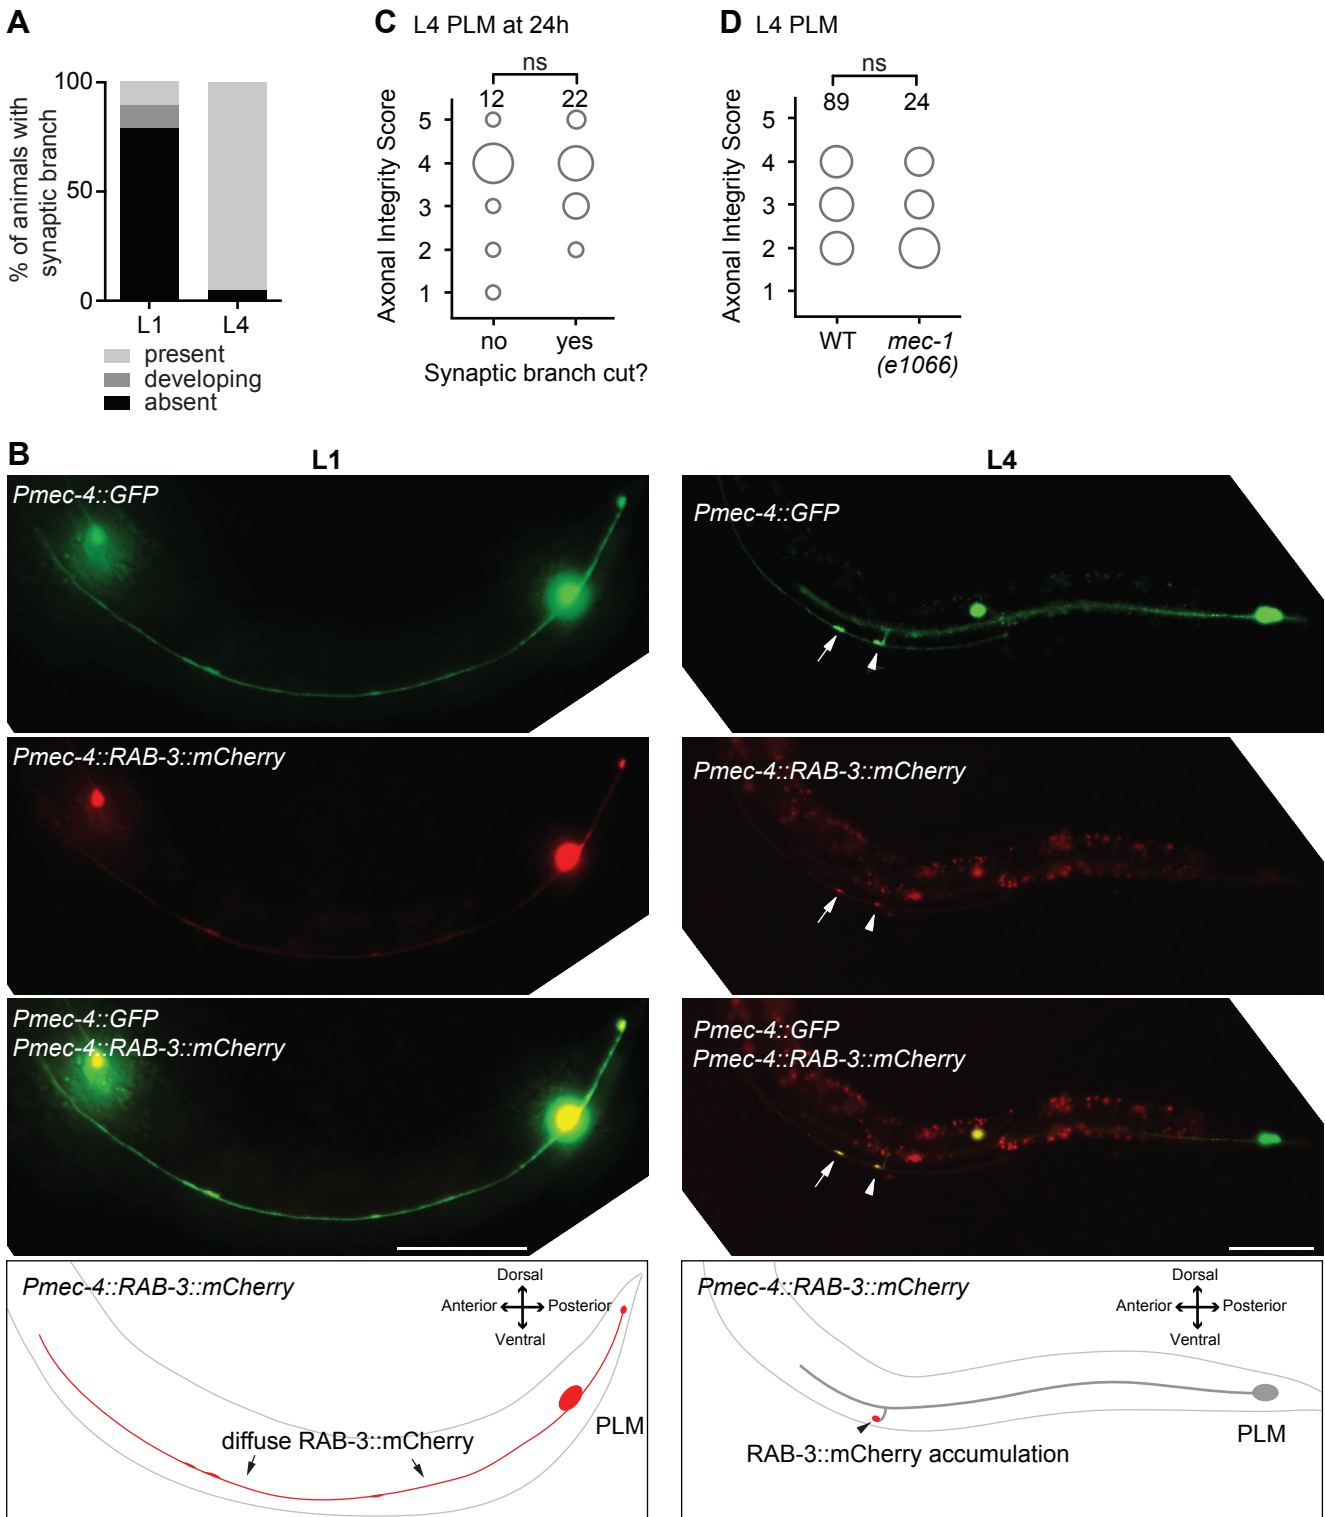 A
% of animals with
synaptic branch
100
50
0
L1
L4
present
developing
absent
C L4 PLM at 24h
ns
12
22
Axonal Integrity Score
5
4
3
2
1
no
yes
Synaptic branch cut?
D L4 PLM
ns
89
24
Axonal Integrity Score
5
4
3
2
1
WT
mec-1
(e1066)
B
L1
L4
Pmec-4::GFP
Pmec-4::GFP
Pmec-4::RAB-3::mCherry
Pmec-4::RAB-3::mCherry
Pmec-4::GFP
Pmec-4::RAB-3::mCherry
Pmec-4::GFP
Pmec-4::RAB-3::mCherry
Pmec-4::RAB-3::mCherry
Dorsal
Anterior
Posterior
Ventral
diffuse RAB-3::mCherry
PLM
Pmec-4::RAB-3::mCherry
Dorsal
Anterior
Posterior
Ventral
RAB-3::mCherry accumulation
PLM